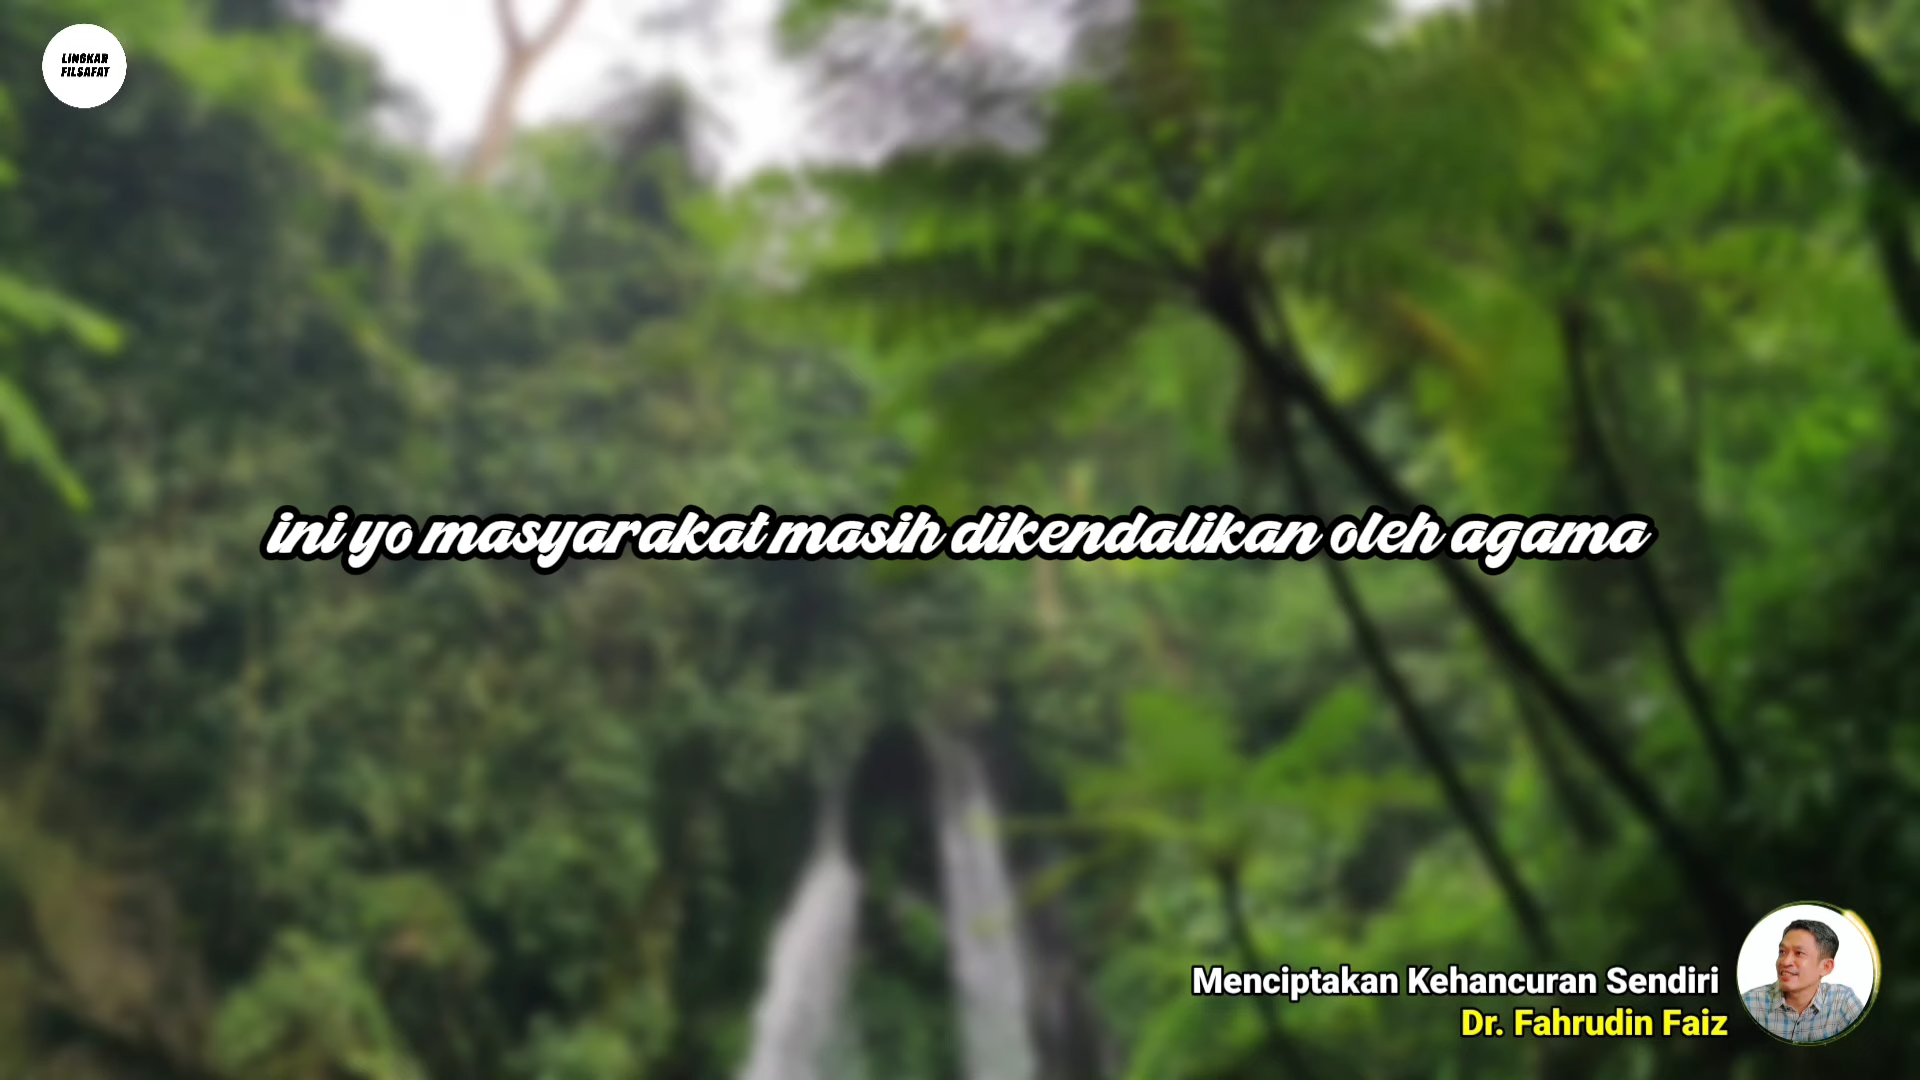 LINGKAR
FILSAFAT
ini yo masyarakat masih dikendalikan oleh agama
Menciptakan Kehancuran Sendiri
Dr. Fahrudin Faiz